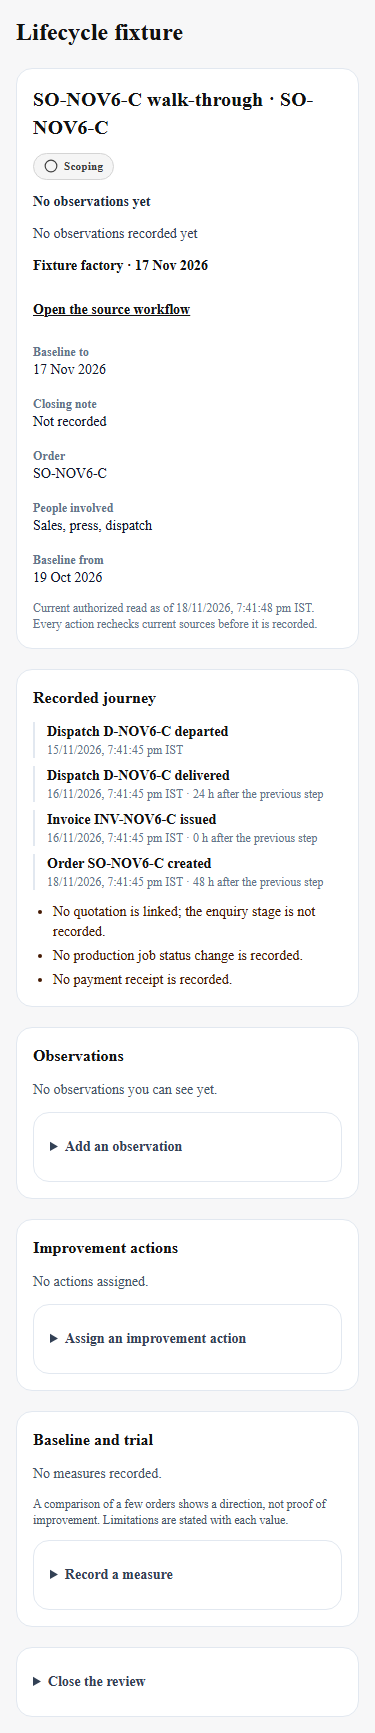 Lifecycle fixture
SO-NOV6-C walk-through · SO-
NOV6-C
Scoping
No observations yet
No observations recorded yet
Fixture factory · 17 Nov 2026
Open the source workflow
Baseline to
17 Nov 2026
Closing note
Not recorded
Order
SO-NOV6-C
People involved
Sales, press, dispatch
Baseline from
19 Oct 2026
Current authorized read as of 18/11/2026, 7:41:48 pm IST.
Every action rechecks current sources before it is recorded.
Recorded journey
Dispatch D-NOV6-C departed
15/11/2026, 7:41:45 pm IST
Dispatch D-NOV6-C delivered
16/11/2026, 7:41:45 pm IST · 24 h after the previous step
Invoice INV-NOV6-C issued
16/11/2026, 7:41:45 pm IST · 0 h after the previous step
Order SO-NOV6-C created
18/11/2026, 7:41:45 pm IST · 48 h after the previous step
• No quotation is linked; the enquiry stage is not
recorded.
• No production job status change is recorded.
• No payment receipt is recorded.
Observations
No observations you can see yet.
▶ Add an observation
Improvement actions
No actions assigned.
▶ Assign an improvement action
Baseline and trial
No measures recorded.
A comparison of a few orders shows a direction, not proof of
improvement. Limitations are stated with each value.
▶ Record a measure
▶ Close the review